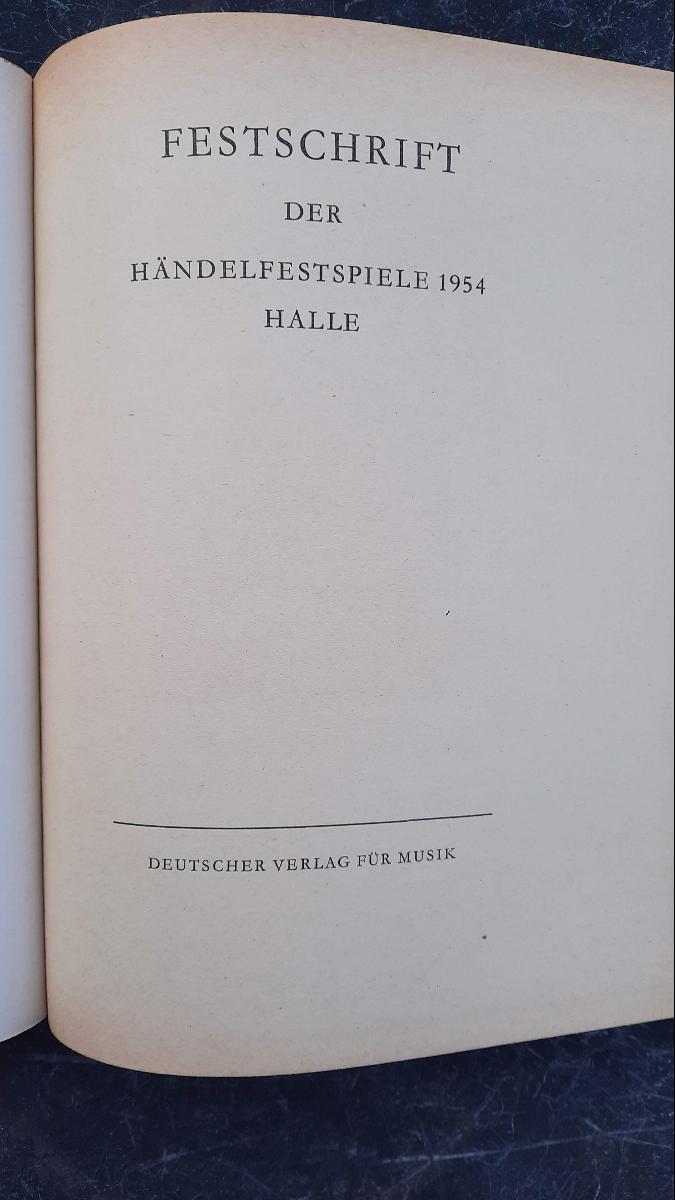 FESTSCHRIFT
DER
HÄNDELFESTSPIELE 1954
HALLE
DEUTSCHER VERLAG FÜR MUSIK